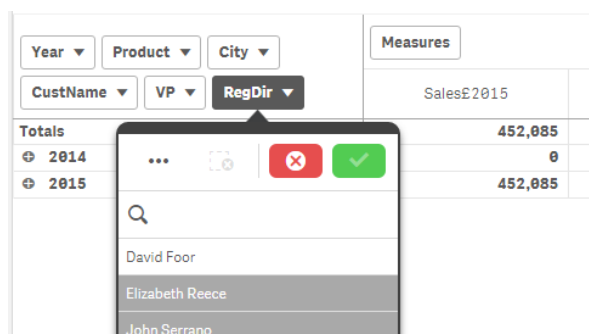 Year Product City
Measures
CustName VP RegDir
Sales£2015
Totals 452,085
2014 0
2015 452,085
David Foor
Elizabeth Reece
John Serrano